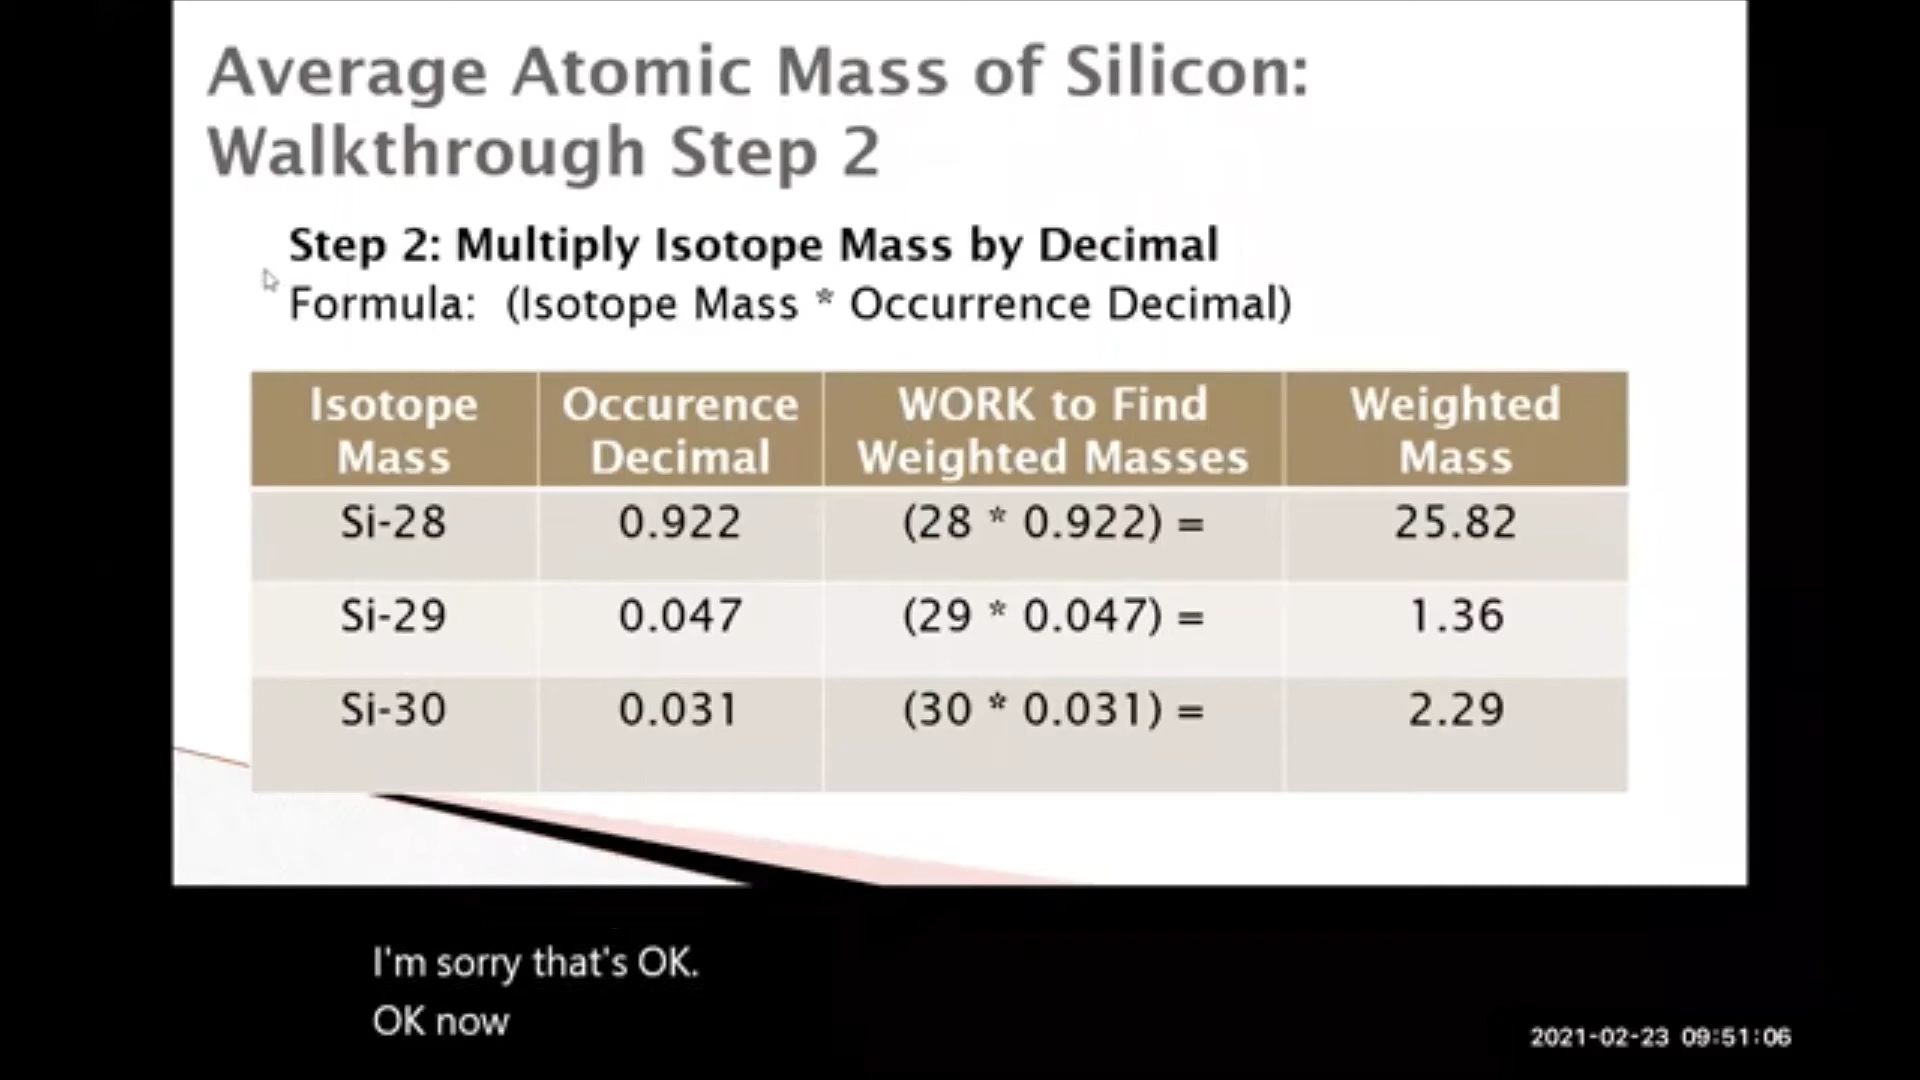 Average Atomic Mass of Silicon:
Walkthrough Step 2
Step 2: Multiply Isotope Mass by Decimal
Formula: (Isotope Mass * Occurrence Decimal)
Isotope Mass
Occurence Decimal
WORK to Find Weighted Masses
Weighted Mass
Si-28 0.922 (28 * 0.922) = 25.82
Si-29 0.047 (29 * 0.047) = 1.36
Si-30 0.031 (30 * 0.031) = 2.29
I'm sorry that's OK.
OK now
2021-02-23 09:51:06